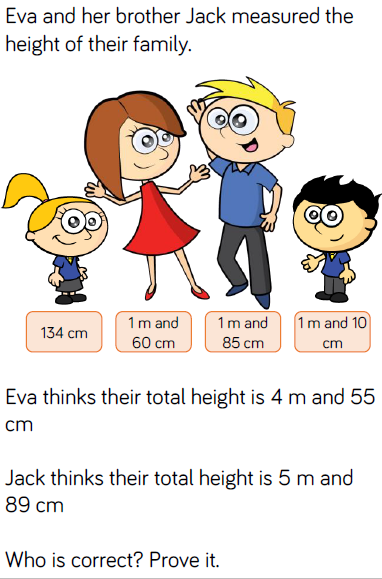 Eva and her brother Jack measured the
height of their family.
134 cm
1 m and
60 cm
1 m and
85 cm
1 m and 10
cm
Eva thinks their total height is 4 m and 55
cm
Jack thinks their total height is 5 m and
89 cm
Who is correct? Prove it.